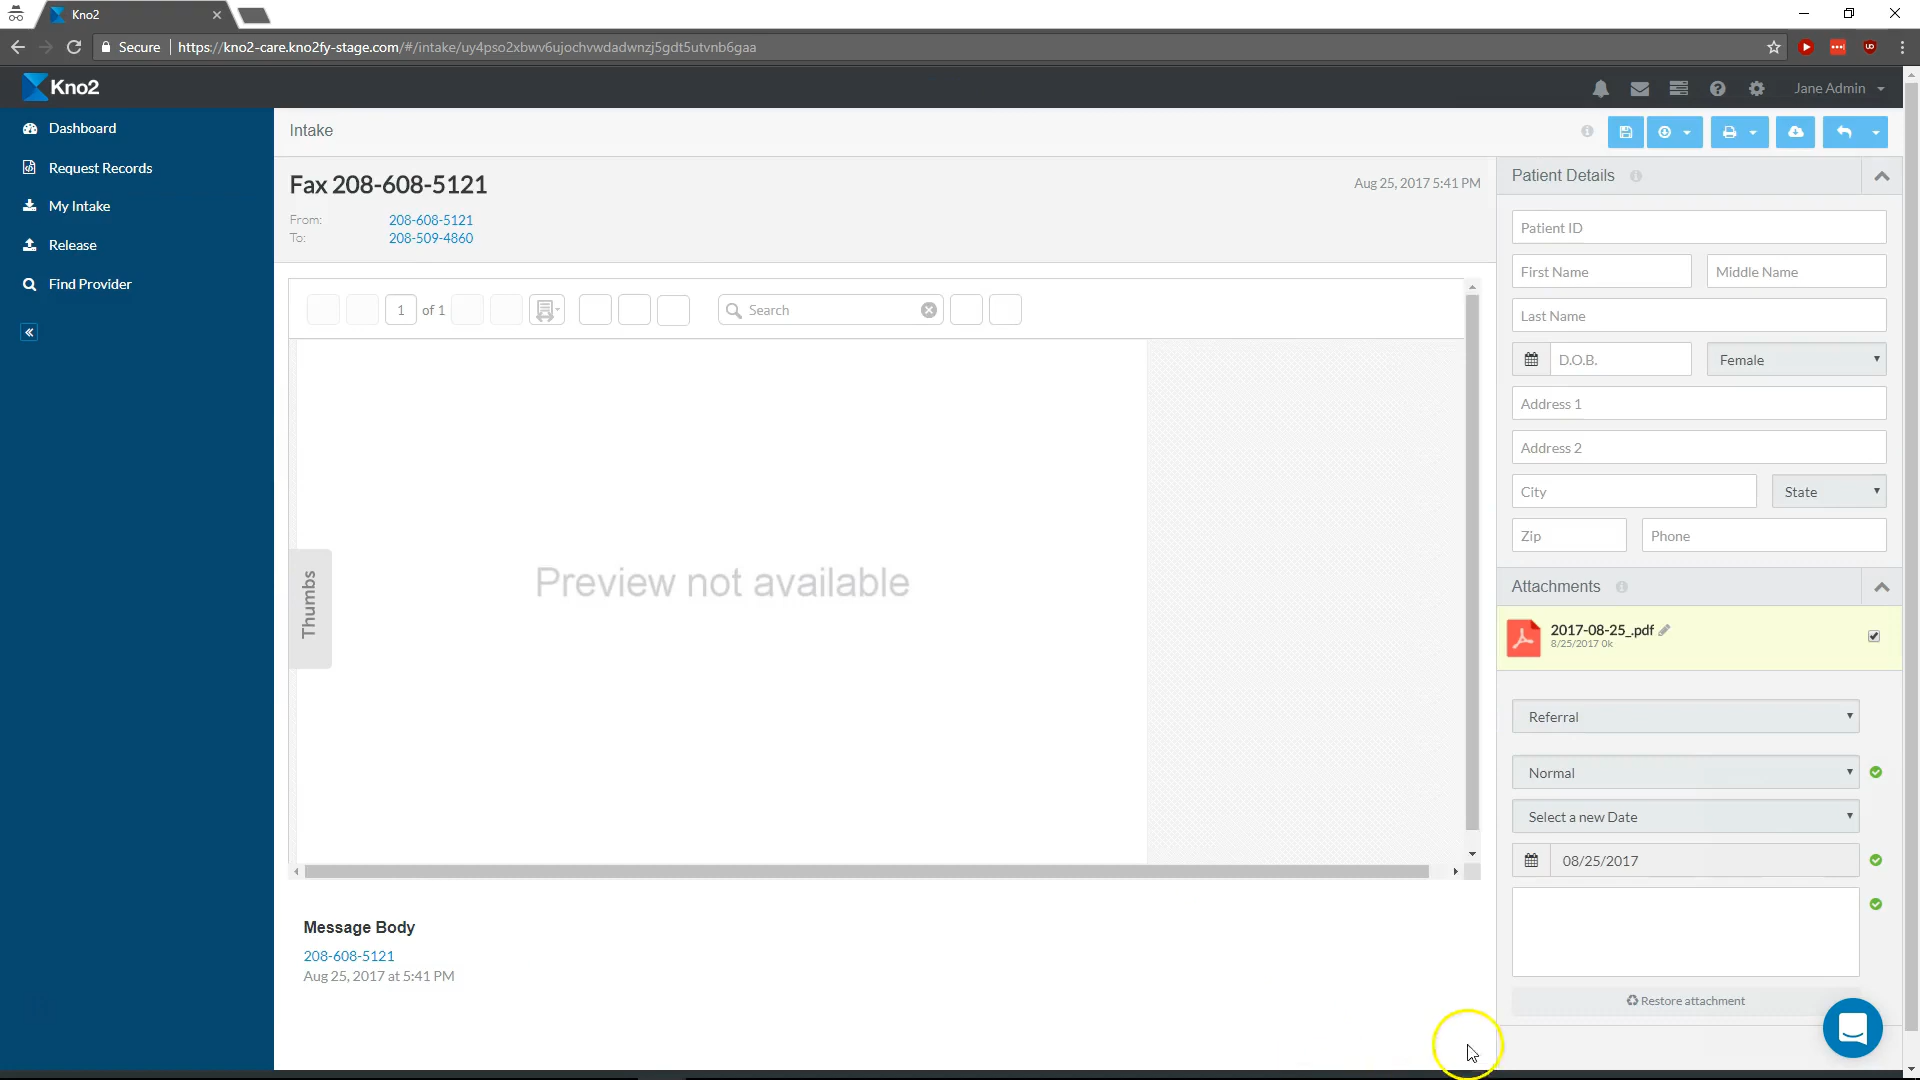 Kno2
Secure
https://kno2-care.kno2fy-stage.com/#/intake/uy4pso2xbwv6ujochvwdadwnzj5gdt5utvnb6gaa
Kno2
Jane Admin
Dashboard
Request Records
My Intake
Release
Find Provider
Intake
Fax 208-608-5121
Aug 25, 2017 5:41 PM
From: 208-608-5121
To: 208-509-4860
1 of 1
Search
Thumbs
Preview not available
Message Body
208-608-5121
Aug 25, 2017 at 5:41 PM
Patient Details
Patient ID
First Name
Middle Name
Last Name
D.O.B.
Female
Address 1
Address 2
City
State
Zip
Phone
Attachments
2017-08-25_.pdf
8/25/2017 0k
Referral
Normal
Select a new Date
08/25/2017
Restore attachment